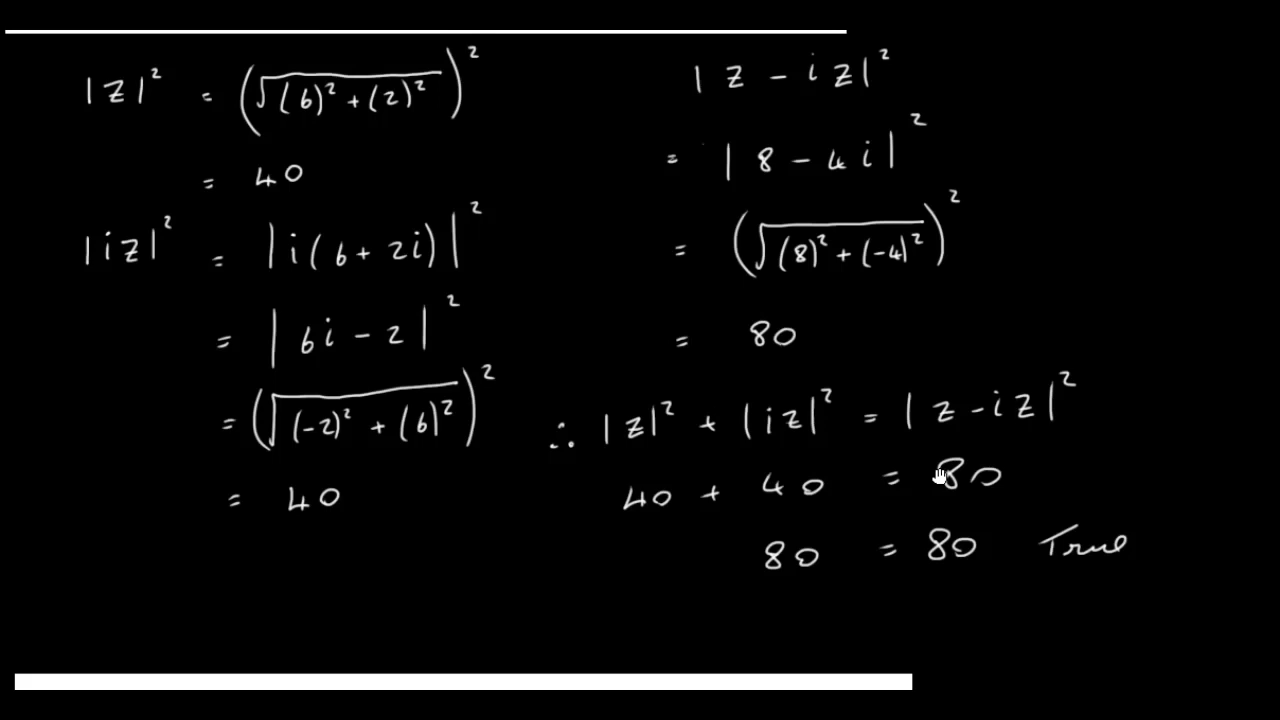 |z|² = (√(6)² + (2)²)²
= 40
|iz|² = |i(6 + 2i)|²
= |6i - 2|²
= (√(-2)² + (6)²)²
= 40
|z - iz|²
= |8 - 4i|²
= (√(8)² + (-4)²)²
= 80
∴ |z|² + |iz|² = |z - iz|²
40 + 40 = 80
80 = 80 True